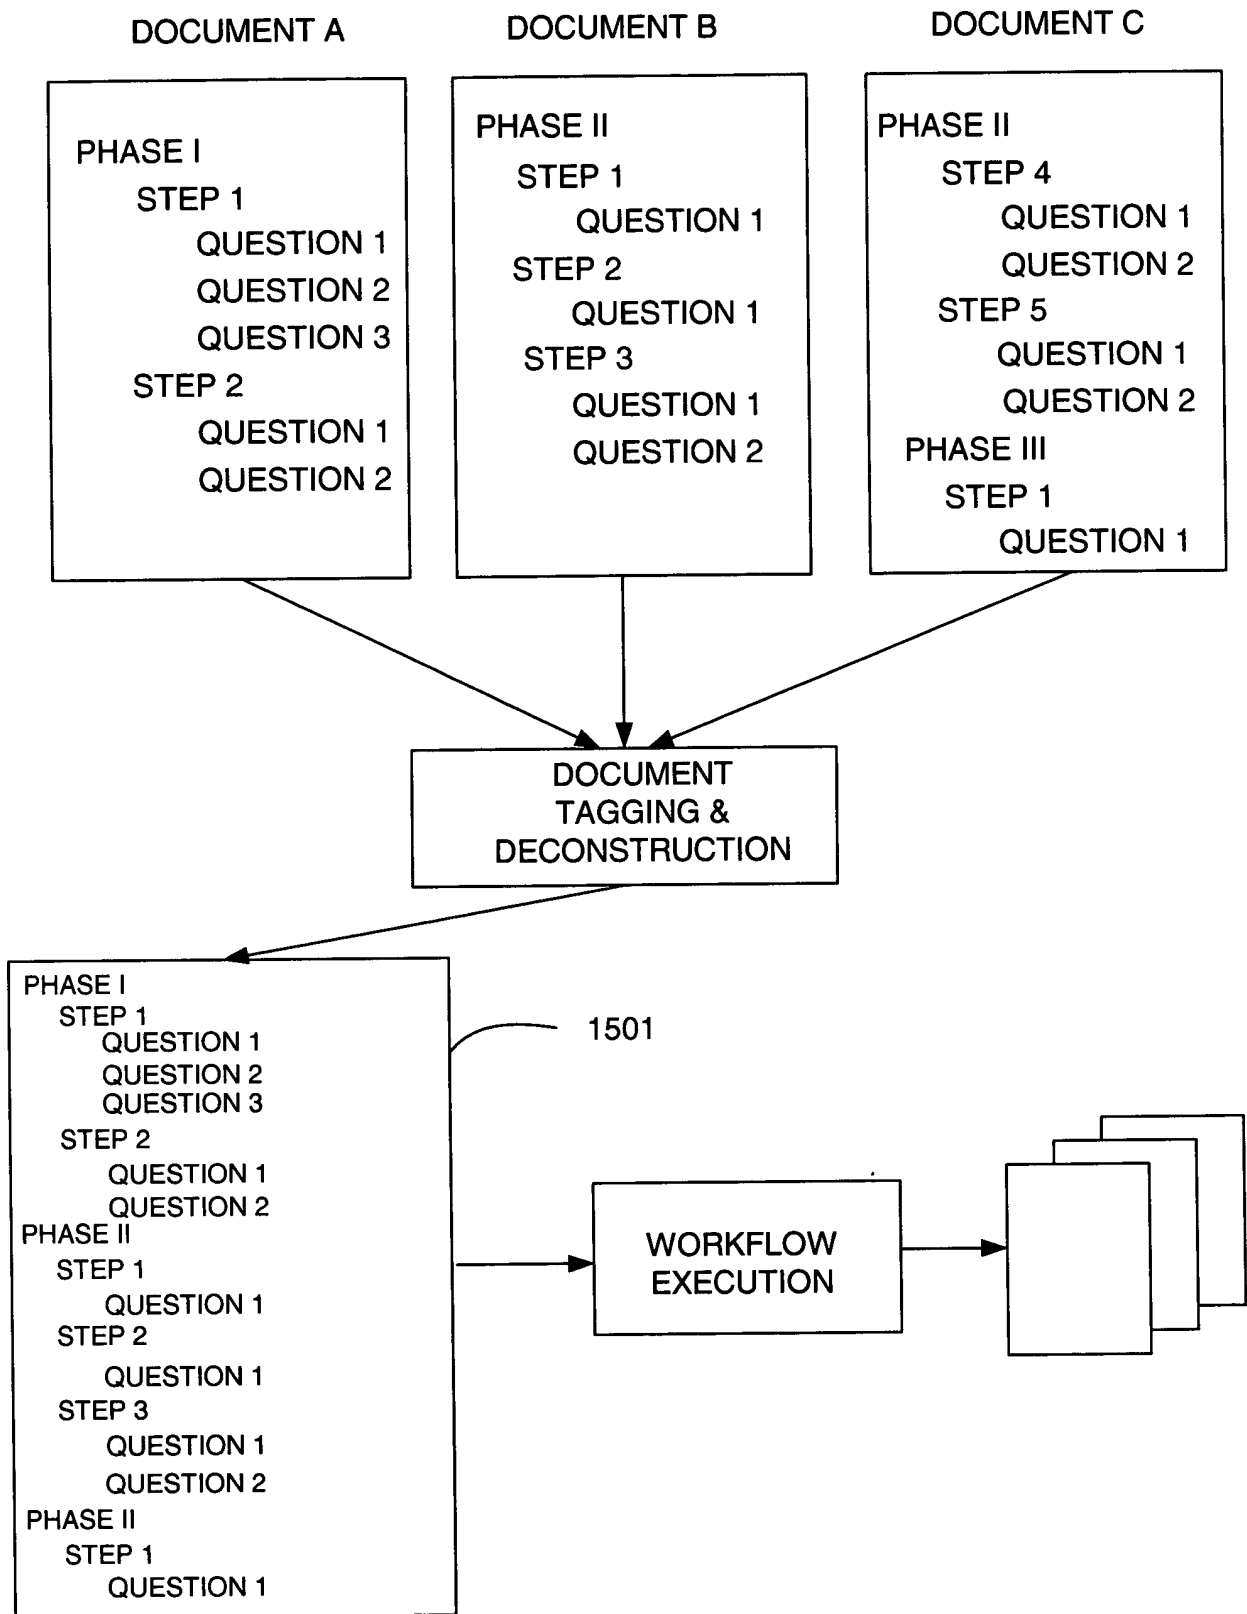 DOCUMENT A
PHASE I
STEP 1
QUESTION 1
QUESTION 2
QUESTION 3
STEP 2
QUESTION 1
QUESTION 2
DOCUMENT B
PHASE II
STEP 1
QUESTION 1
STEP 2
QUESTION 1
STEP 3
QUESTION 1
QUESTION 2
DOCUMENT C
PHASE II
STEP 4
QUESTION 1
QUESTION 2
STEP 5
QUESTION 1
QUESTION 2
PHASE III
STEP 1
QUESTION 1
DOCUMENT
TAGGING &
DECONSTRUCTION
PHASE I
STEP 1
QUESTION 1
QUESTION 2
QUESTION 3
STEP 2
QUESTION 1
QUESTION 2
PHASE II
STEP 1
QUESTION 1
STEP 2
QUESTION 1
STEP 3
QUESTION 1
QUESTION 2
PHASE II
STEP 1
QUESTION 1
1501
WORKFLOW
EXECUTION